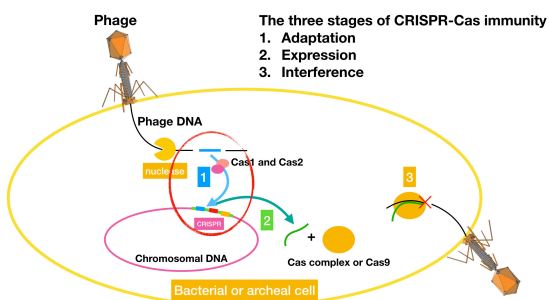 Phage
The three stages of CRISPR-Cas immunity
1. Adaptation
2. Expression
3. Interference
Phage DNA
nuclease
Cas1 and Cas2
1
3
CRISPR
2
+
Chromosomal DNA
Cas complex or Cas9
Bacterial or archeal cell